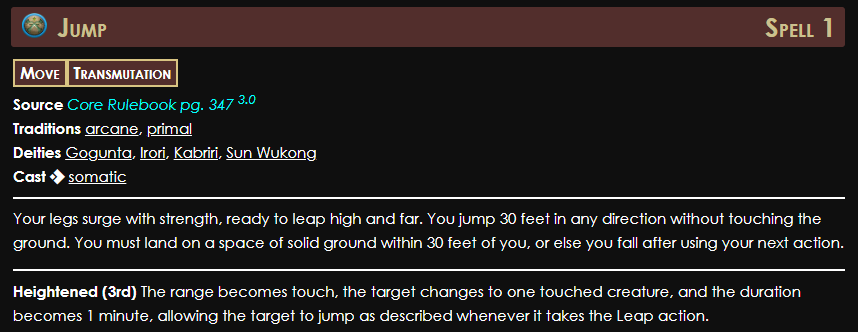 Jump Spell 1
Move Transmutation
Source Core Rulebook pg. 347 3.0
Traditions arcane, primal
Deities Gogunta, Irori, Kabriri, Sun Wukong
Cast somatic
Your legs surge with strength, ready to leap high and far. You jump 30 feet in any direction without touching the
ground. You must land on a space of solid ground within 30 feet of you, or else you fall after using your next action.
Heightened (3rd) The range becomes touch, the target changes to one touched creature, and the duration
becomes 1 minute, allowing the target to jump as described whenever it takes the Leap action.